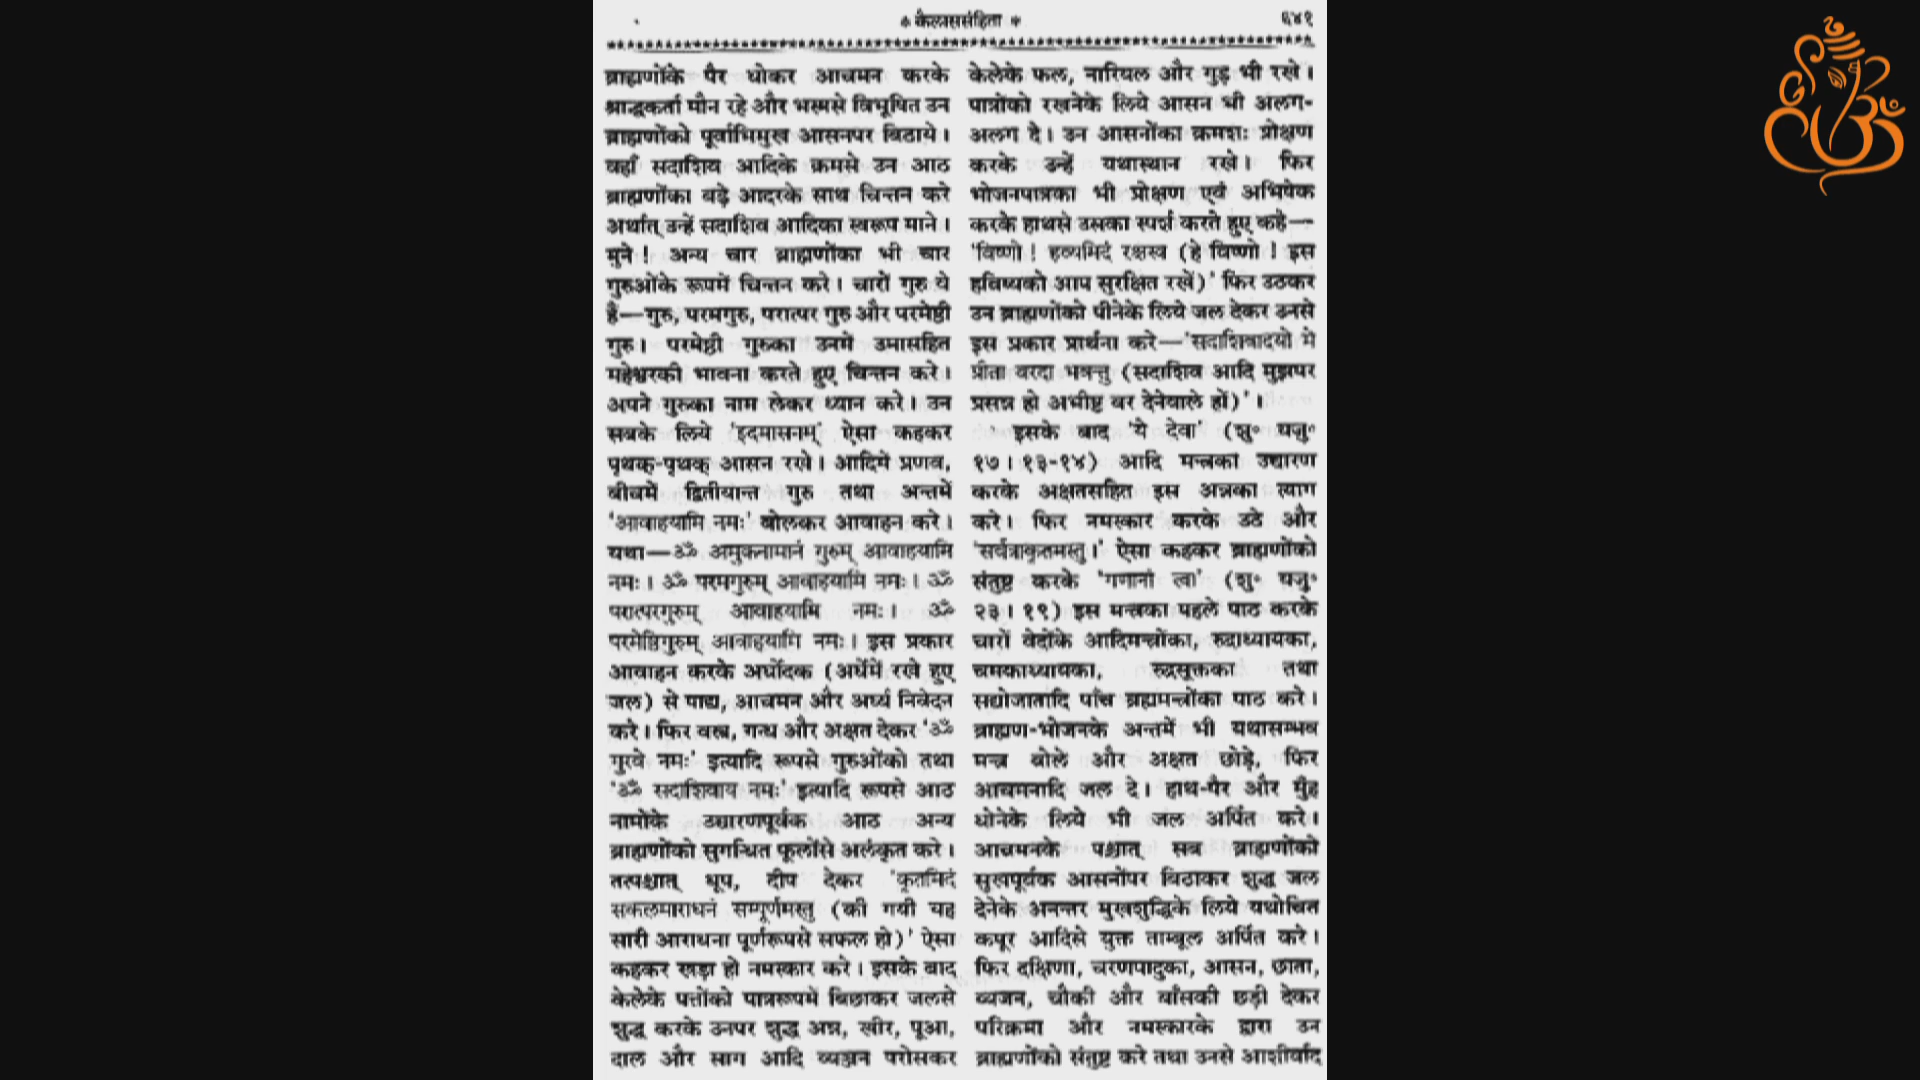 * कैलाससंहिता *
६४१
ब्राह्मणोंके पैर धोकर आचमन करके
श्राद्धकर्ता मौन रहे और भस्मसे विभूषित उन
ब्राह्मणोंको पूर्वाभिमुख आसनपर बिठाये।
वहाँ सदाशिव आदिके क्रमसे उन आठ
ब्राह्मणोंका बड़े आदरके साथ चिन्तन करे
अर्थात् उन्हें सदाशिव आदिका स्वरूप माने।
मुने! अन्य चार ब्राह्मणोंका भी चार
गुरुओंके रूपमें चिन्तन करे। चारों गुरु ये
हैं—गुरु, परमगुरु, परात्पर गुरु और परमेष्ठी
गुरु। परमेष्ठी गुरुका उनमें उमासहित
महेश्वरकी भावना करते हुए चिन्तन करे।
अपने गुरुका नाम लेकर ध्यान करे। उन
सबके लिये 'इदमासनम्' ऐसा कहकर
पृथक्-पृथक् आसन रखे। आदिमें प्रणव,
बीचमें द्वितीयान्त गुरु तथा अन्तमें
'आवाहयामि नमः' बोलकर आवाहन करे।
यथा—ॐ अमुकनामानं गुरुम् आवाहयामि
नमः। ॐ परमगुरुम् आवाहयामि नमः। ॐ
परात्परगुरुम् आवाहयामि नमः। ॐ
परमेष्ठिगुरुम् आवाहयामि नमः। इस प्रकार
आवाहन करके अर्घोदक (अर्घेमें रखे हुए
जल) से पाद्य, आचमन और अर्घ्य निवेदन
करे। फिर वस्त्र, गन्ध और अक्षत देकर 'ॐ
गुरवे नमः' इत्यादि रूपसे गुरुओंको तथा
'ॐ सदाशिवाय नमः' इत्यादि रूपसे आठ
नामोंके उच्चारणपूर्वक आठ अन्य
ब्राह्मणोंको सुगन्धित फूलोंसे अलंकृत करे।
तत्पश्चात् धूप, दीप देकर 'कृतमिदं
सकलमाराधनं सम्पूर्णमस्तु (की गयी यह
सारी आराधना पूर्णरूपसे सफल हो)' ऐसा
कहकर खड़ा हो नमस्कार करे। इसके बाद
केलेके पत्तोंको पात्ररूपमें बिछाकर जलसे
शुद्ध करके उनपर शुद्ध अन्न, खीर, पूआ,
दाल और साग आदि व्यञ्जन परोसकर
केलेके फल, नारियल और गुड़ भी रखे।
पात्रोंको रखनेके लिये आसन भी अलग-
अलग दे। उन आसनोंका क्रमशः प्रोक्षण
करके उन्हें यथास्थान रखे। फिर
भोजनपात्रका भी प्रोक्षण एवं अभिषेक
करके हाथसे उसका स्पर्श करते हुए कहे—
'विष्णो! हव्यमिदं रक्षस्व (हे विष्णो! इस
हविष्यको आप सुरक्षित रखें)' फिर उठकर
उन ब्राह्मणोंको पीनेके लिये जल देकर उनसे
इस प्रकार प्रार्थना करे—'सदाशिवादयो मे
प्रीता वरदा भवन्तु (सदाशिव आदि मुझपर
प्रसन्न हो अभीष्ट वर देनेवाले हों)'।
इसके बाद 'ये देवा' (शु॰ यजु॰
१७। १३-१४) आदि मन्त्रका उच्चारण
करके अक्षतसहित इस अन्नका त्याग
करे। फिर नमस्कार करके उठे और
'सर्वत्रामृतमस्तु।' ऐसा कहकर ब्राह्मणोंको
संतुष्ट करके 'गणानां त्वा' (शु॰ यजु॰
२३। १९) इस मन्त्रका पहले पाठ करके
चारों वेदोंके आदिमन्त्रोंका, रुद्राध्यायका,
चमकाध्यायका, रुद्रसूक्तका तथा
सद्योजातादि पाँच ब्रह्ममन्त्रोंका पाठ करे।
ब्राह्मण-भोजनके अन्तमें भी यथासम्भव
मन्त्र बोले और अक्षत छोड़े, फिर
आचमनादि जल दे। हाथ-पैर और मुँह
धोनेके लिये भी जल अर्पित करे।
आचमनके पश्चात् सब ब्राह्मणोंको
सुखपूर्वक आसनोंपर बिठाकर शुद्ध जल
देनेके अनन्तर मुखशुद्धिके लिये यथोचित
कपूर आदिसे युक्त ताम्बूल अर्पित करे।
फिर दक्षिणा, चरणपादुका, आसन, छाता,
व्यजन, चौकी और बाँसकी छड़ी देकर
परिक्रमा और नमस्कारके द्वारा उन
ब्राह्मणोंको संतुष्ट करे तथा उनसे आशीर्वाद